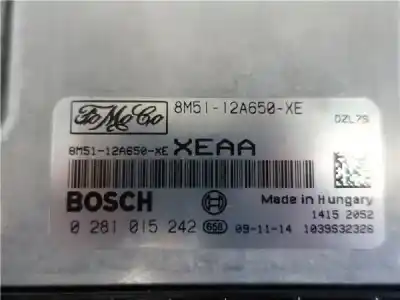 FoMoCo 8M51-12A650-XE DZL7S
8M51-12A650-XE XEAA
BOSCH Made in Hungary
1415 2052
0 281 015 242 658 09-11-14 1039S32326